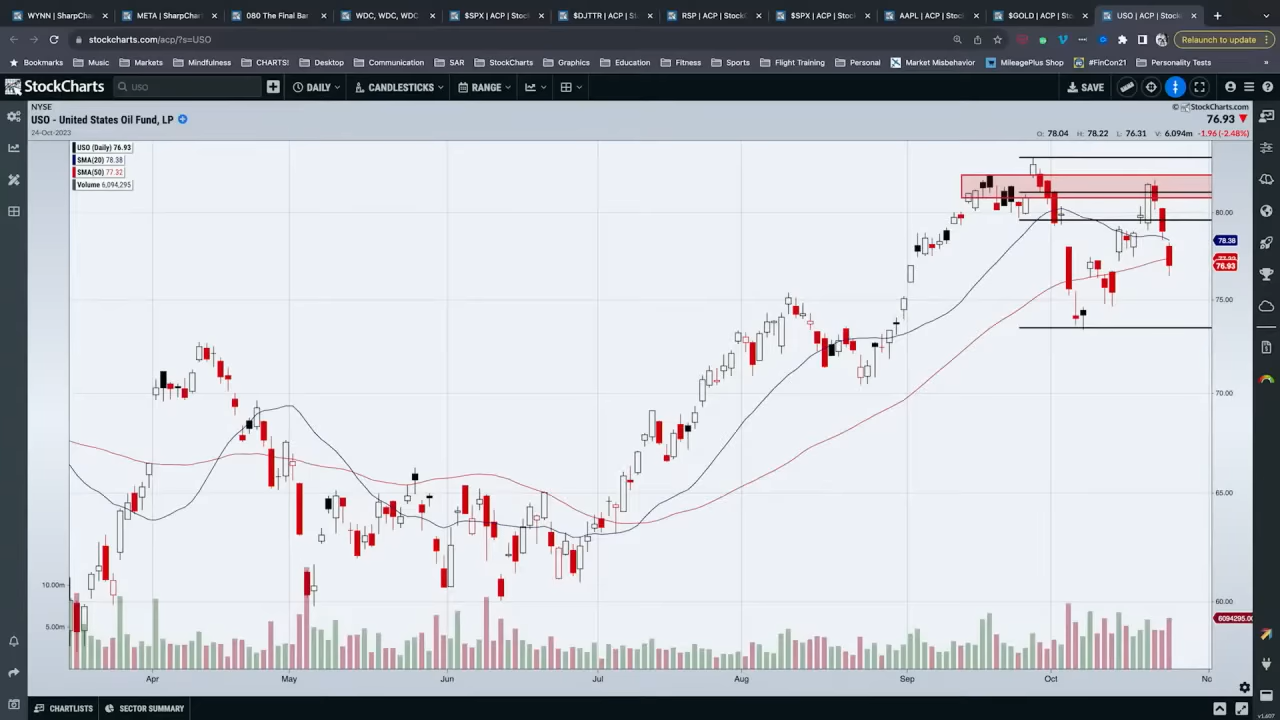 WYNN | SharpChar
META | SharpChart
080 The Final Bar
WDC, WDC, WDC
$SPX | ACP | Stoc
$DJTTR | ACP | S
RSP | ACP | Stock
$SPX | ACP | Stoc
AAPL | ACP | Stoc
$GOLD | ACP | Sto
USO | ACP | Stock
stockcharts.com/acp/?s=USO
Relaunch to update
Bookmarks Music Markets Mindfulness CHARTS! Desktop Communication SAR StockCharts Graphics Education Fitness Sports Flight Training Personal Market Misbehavior MileagePlus Shop #FinCon21 Personality Tests
StockCharts USO DAILY CANDLESTICKS RANGE SAVE
NYSE
© StockCharts.com
USO - United States Oil Fund, LP
76.93
24-Oct-2023
O: 78.04 H: 78.22 L: 76.31 V: 6.094m -1.96 (-2.48%)
USO (Daily) 76.93
SMA(20) 78.38
SMA(50) 77.32
Volume 6,094,295
80.00
78.38
76.93
75.00
70.00
65.00
10.00m
60.00
6094295.00
5.00m
Apr May Jun Jul Aug Sep Oct No
CHARTLISTS SECTOR SUMMARY